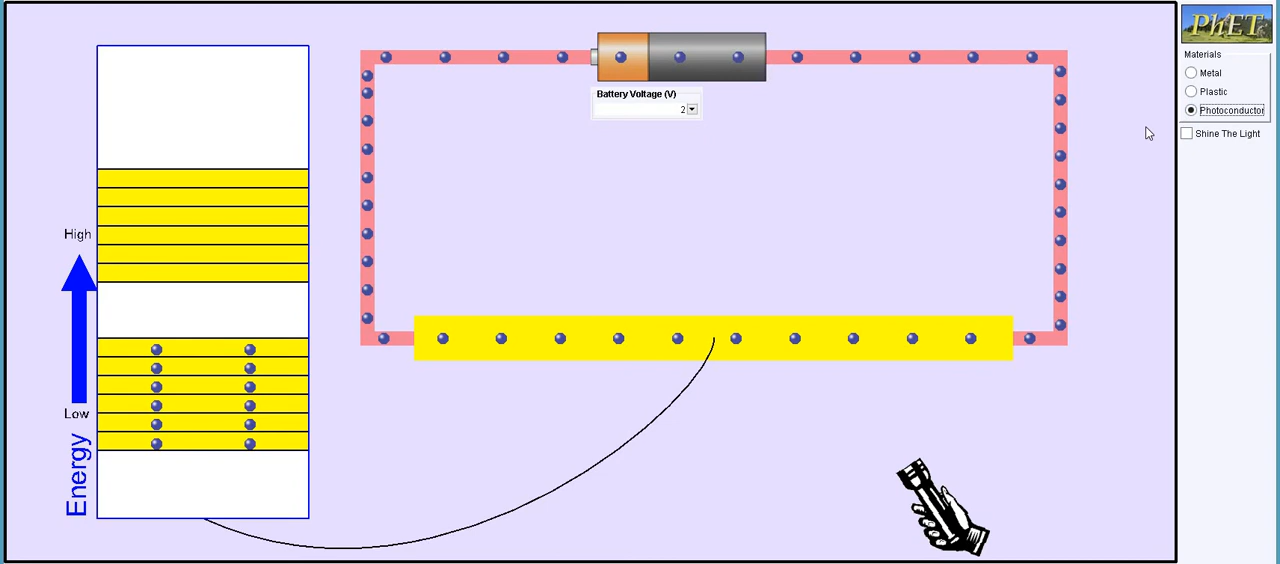 PhET
Materials
Metal
Plastic
Photoconductor
Shine The Light
Battery Voltage (V)
2
High
Low
Energy